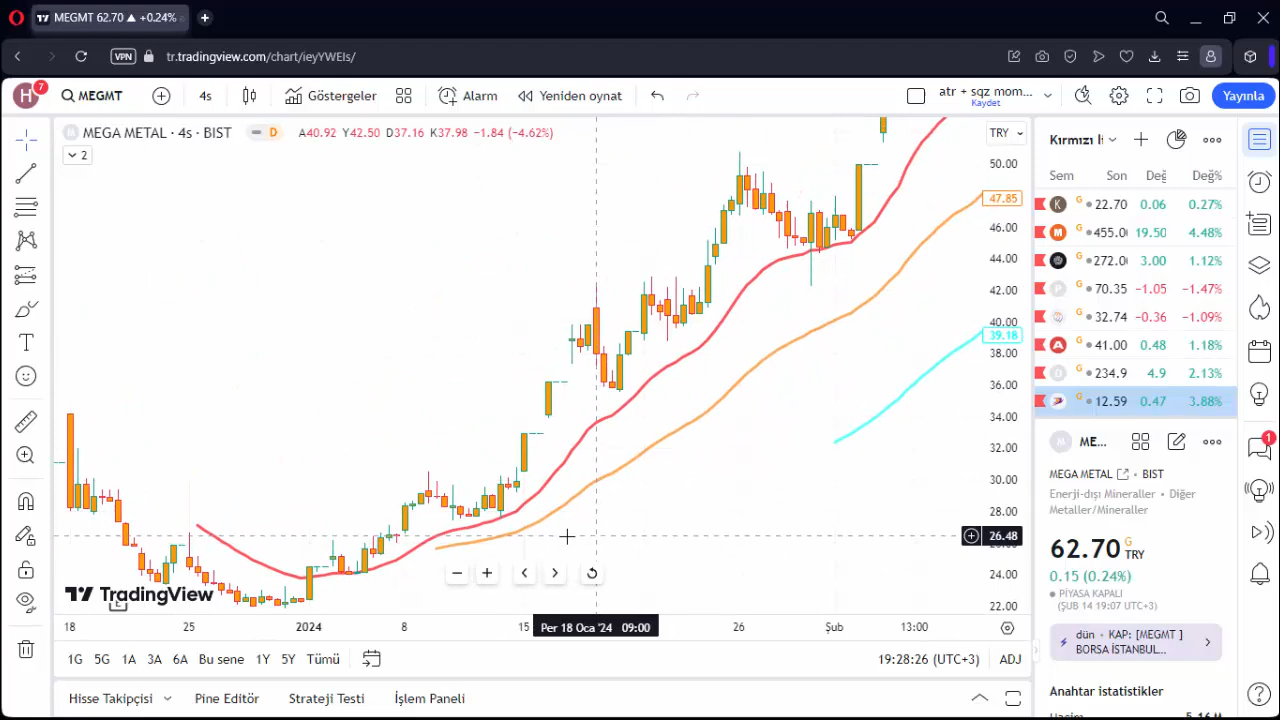 MEGMT 62.70 ▲ +0.24%
VPN tr.tradingview.com/chart/ieyYWEIs/
H 7 MEGMT 4s Göstergeler Alarm Yeniden oynat atr + sqz mom... Kaydet Yayınla
MEGA METAL · 4s · BIST D A40.92 Y42.50 D37.16 K37.98 −1.84 (−4.62%)
2
TRY
50.00
47.85
46.00
44.00
42.00
40.00
39.18
38.00
36.00
34.00
32.00
30.00
28.00
26.48
24.00
22.00
TradingView
18 25 2024 8 15 Per 18 Oca '24 09:00 26 Şub 13:00
1G 5G 1A 3A 6A Bu sene 1Y 5Y Tümü 19:28:26 (UTC+3) ADJ
Hisse Takipçisi Pine Editör Strateji Testi İşlem Paneli
Kırmızı li
Sem Son Değ Değ%
K G 22.70 0.06 0.27%
G 455.0 19.50 4.48%
G 272.0 3.00 1.12%
P G 70.35 −1.05 −1.47%
G 32.74 −0.36 −1.09%
A G 41.00 0.48 1.18%
G 234.9 4.9 2.13%
G 12.59 0.47 3.88%
M ME...
MEGA METAL · BIST
Enerji-dışı Mineraller • Diğer
Metaller/Mineraller
62.70 G TRY
0.15 (0.24%)
PİYASA KAPALI
(ŞUB 14 19:07 UTC+3)
dün • KAP: [MEGMT ]
BORSA İSTANBUL...
Anahtar istatistikler
1